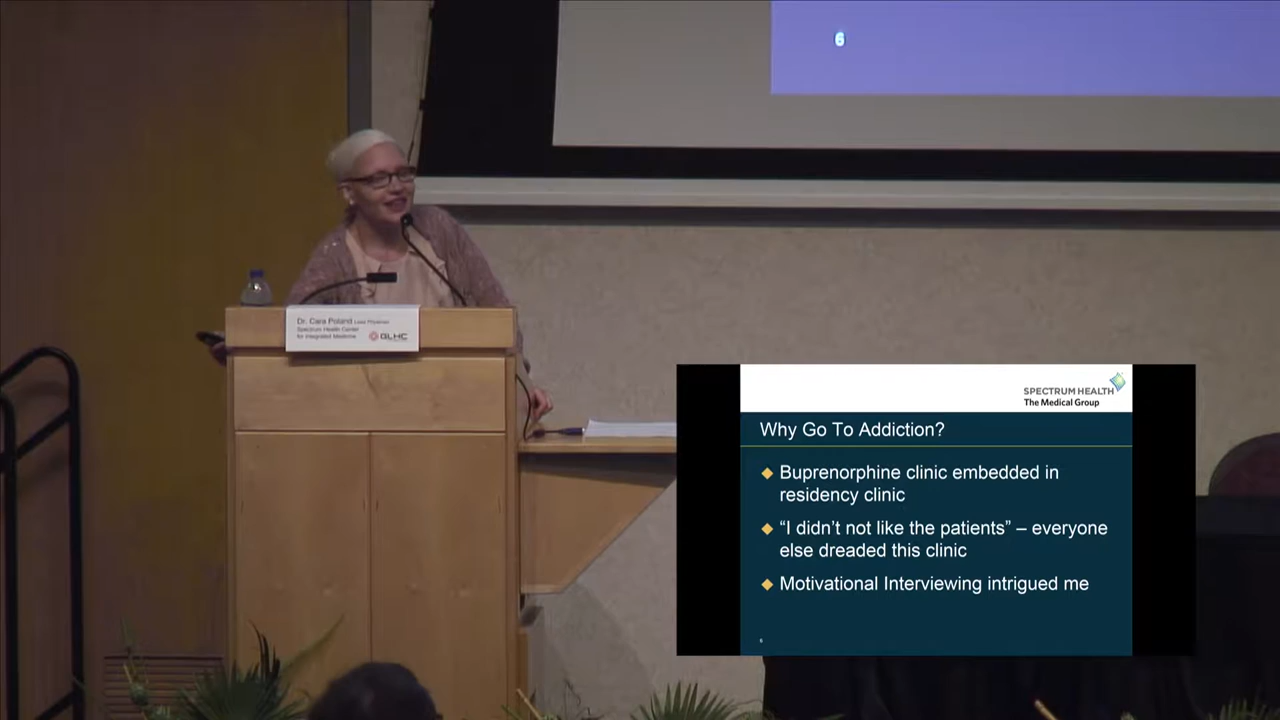 6
Dr. Cara Poland Lead Physician
Spectrum Health Center
for Integrated Medicine
GLHC
SPECTRUM HEALTH
The Medical Group
Why Go To Addiction?
Buprenorphine clinic embedded in
residency clinic
“I didn’t not like the patients” – everyone
else dreaded this clinic
Motivational Interviewing intrigued me